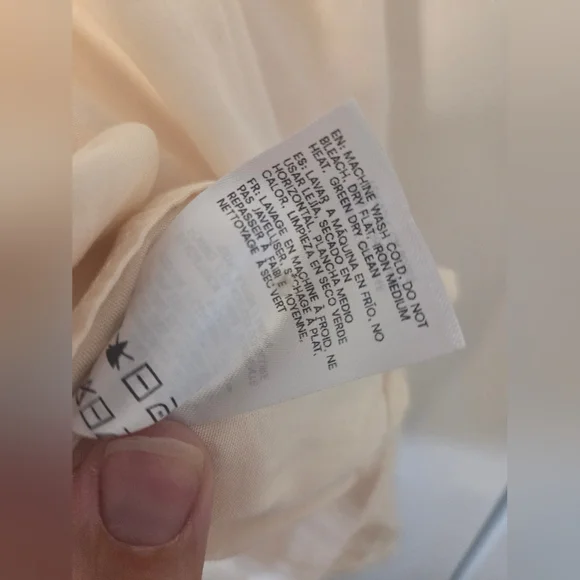 EN: MACHINE WASH COLD, DO NOT
BLEACH, DRY FLAT, IRON MEDIUM
HEAT, GREEN DRY CLEAN
ES: LAVAR A MÁQUINA EN FRÍO, NO
USAR LEJÍA, SECADO EN
HORIZONTAL, PLANCHA MEDIO
CALOR, LIMPIEZA EN SECO VERDE
FR: LAVAGE EN MACHINE À FROID, NE
PAS JAVELLISER, SÉCHAGE À PLAT,
REPASSER À FAIBLE MOYENNE,
NETTOYAGE À SEC VERT